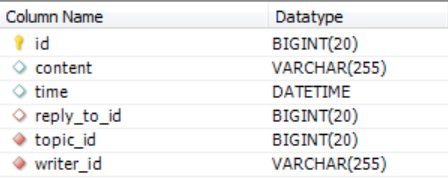 Column Name Datatype
id BIGINT(20)
content VARCHAR(255)
time DATETIME
reply_to_id BIGINT(20)
topic_id BIGINT(20)
writer_id VARCHAR(255)